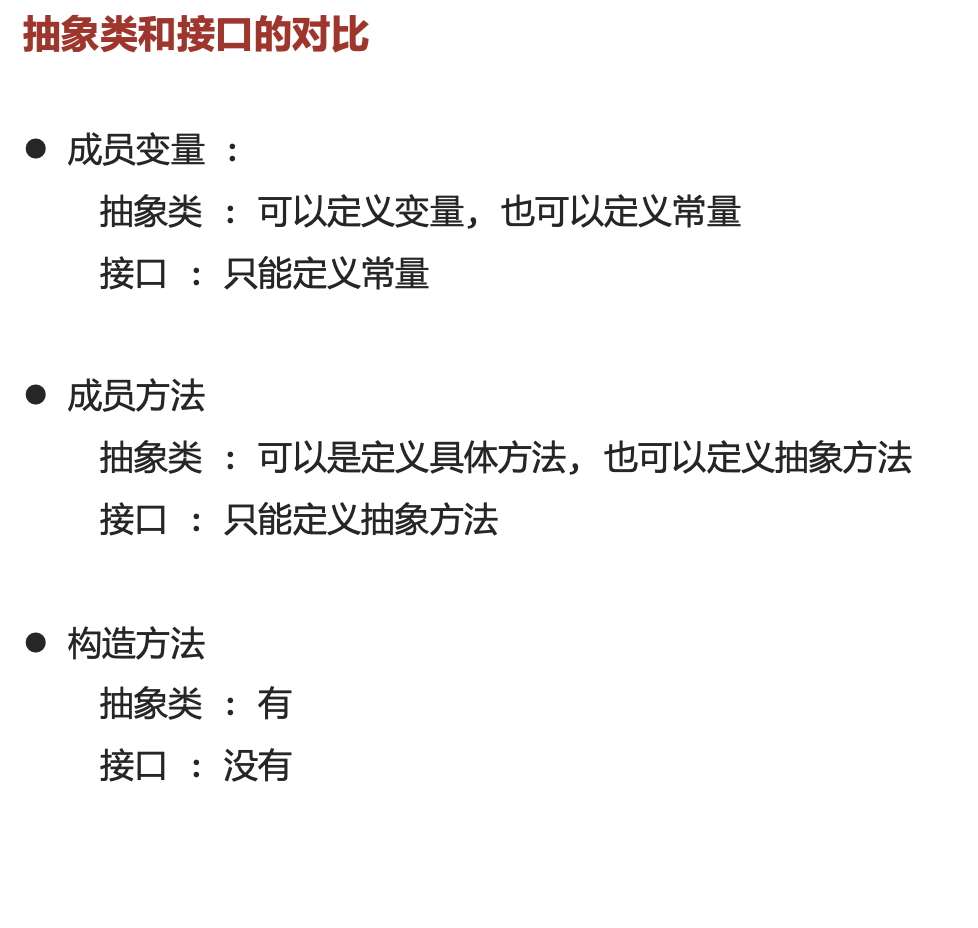 抽象类和接口的对比
● 成员变量 :
抽象类 : 可以定义变量, 也可以定义常量
接口 : 只能定义常量
● 成员方法
抽象类 : 可以是定义具体方法, 也可以定义抽象方法
接口 : 只能定义抽象方法
● 构造方法
抽象类 : 有
接口 : 没有